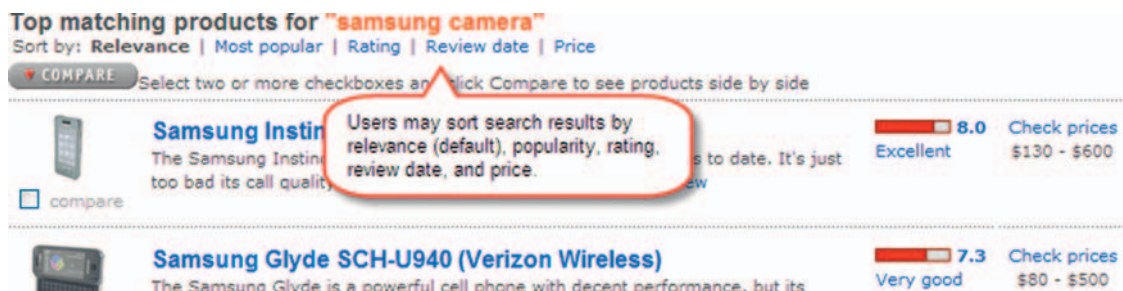 Top matching products for "samsung camera"
Sort by: Relevance | Most popular | Rating | Review date | Price
COMPARE Select two or more checkboxes an click Compare to see products side by side
Users may sort search results by
relevance (default), popularity, rating,
review date, and price.
Samsung Instin 8.0 Check prices
The Samsung Instin s to date. It's just Excellent $130 - $600
too bad its call quality ew
compare
Samsung Glyde SCH-U940 (Verizon Wireless) 7.3 Check prices
The Samsung Glyde is a powerful cell phone with decent performance, but its Very good $80 - $500